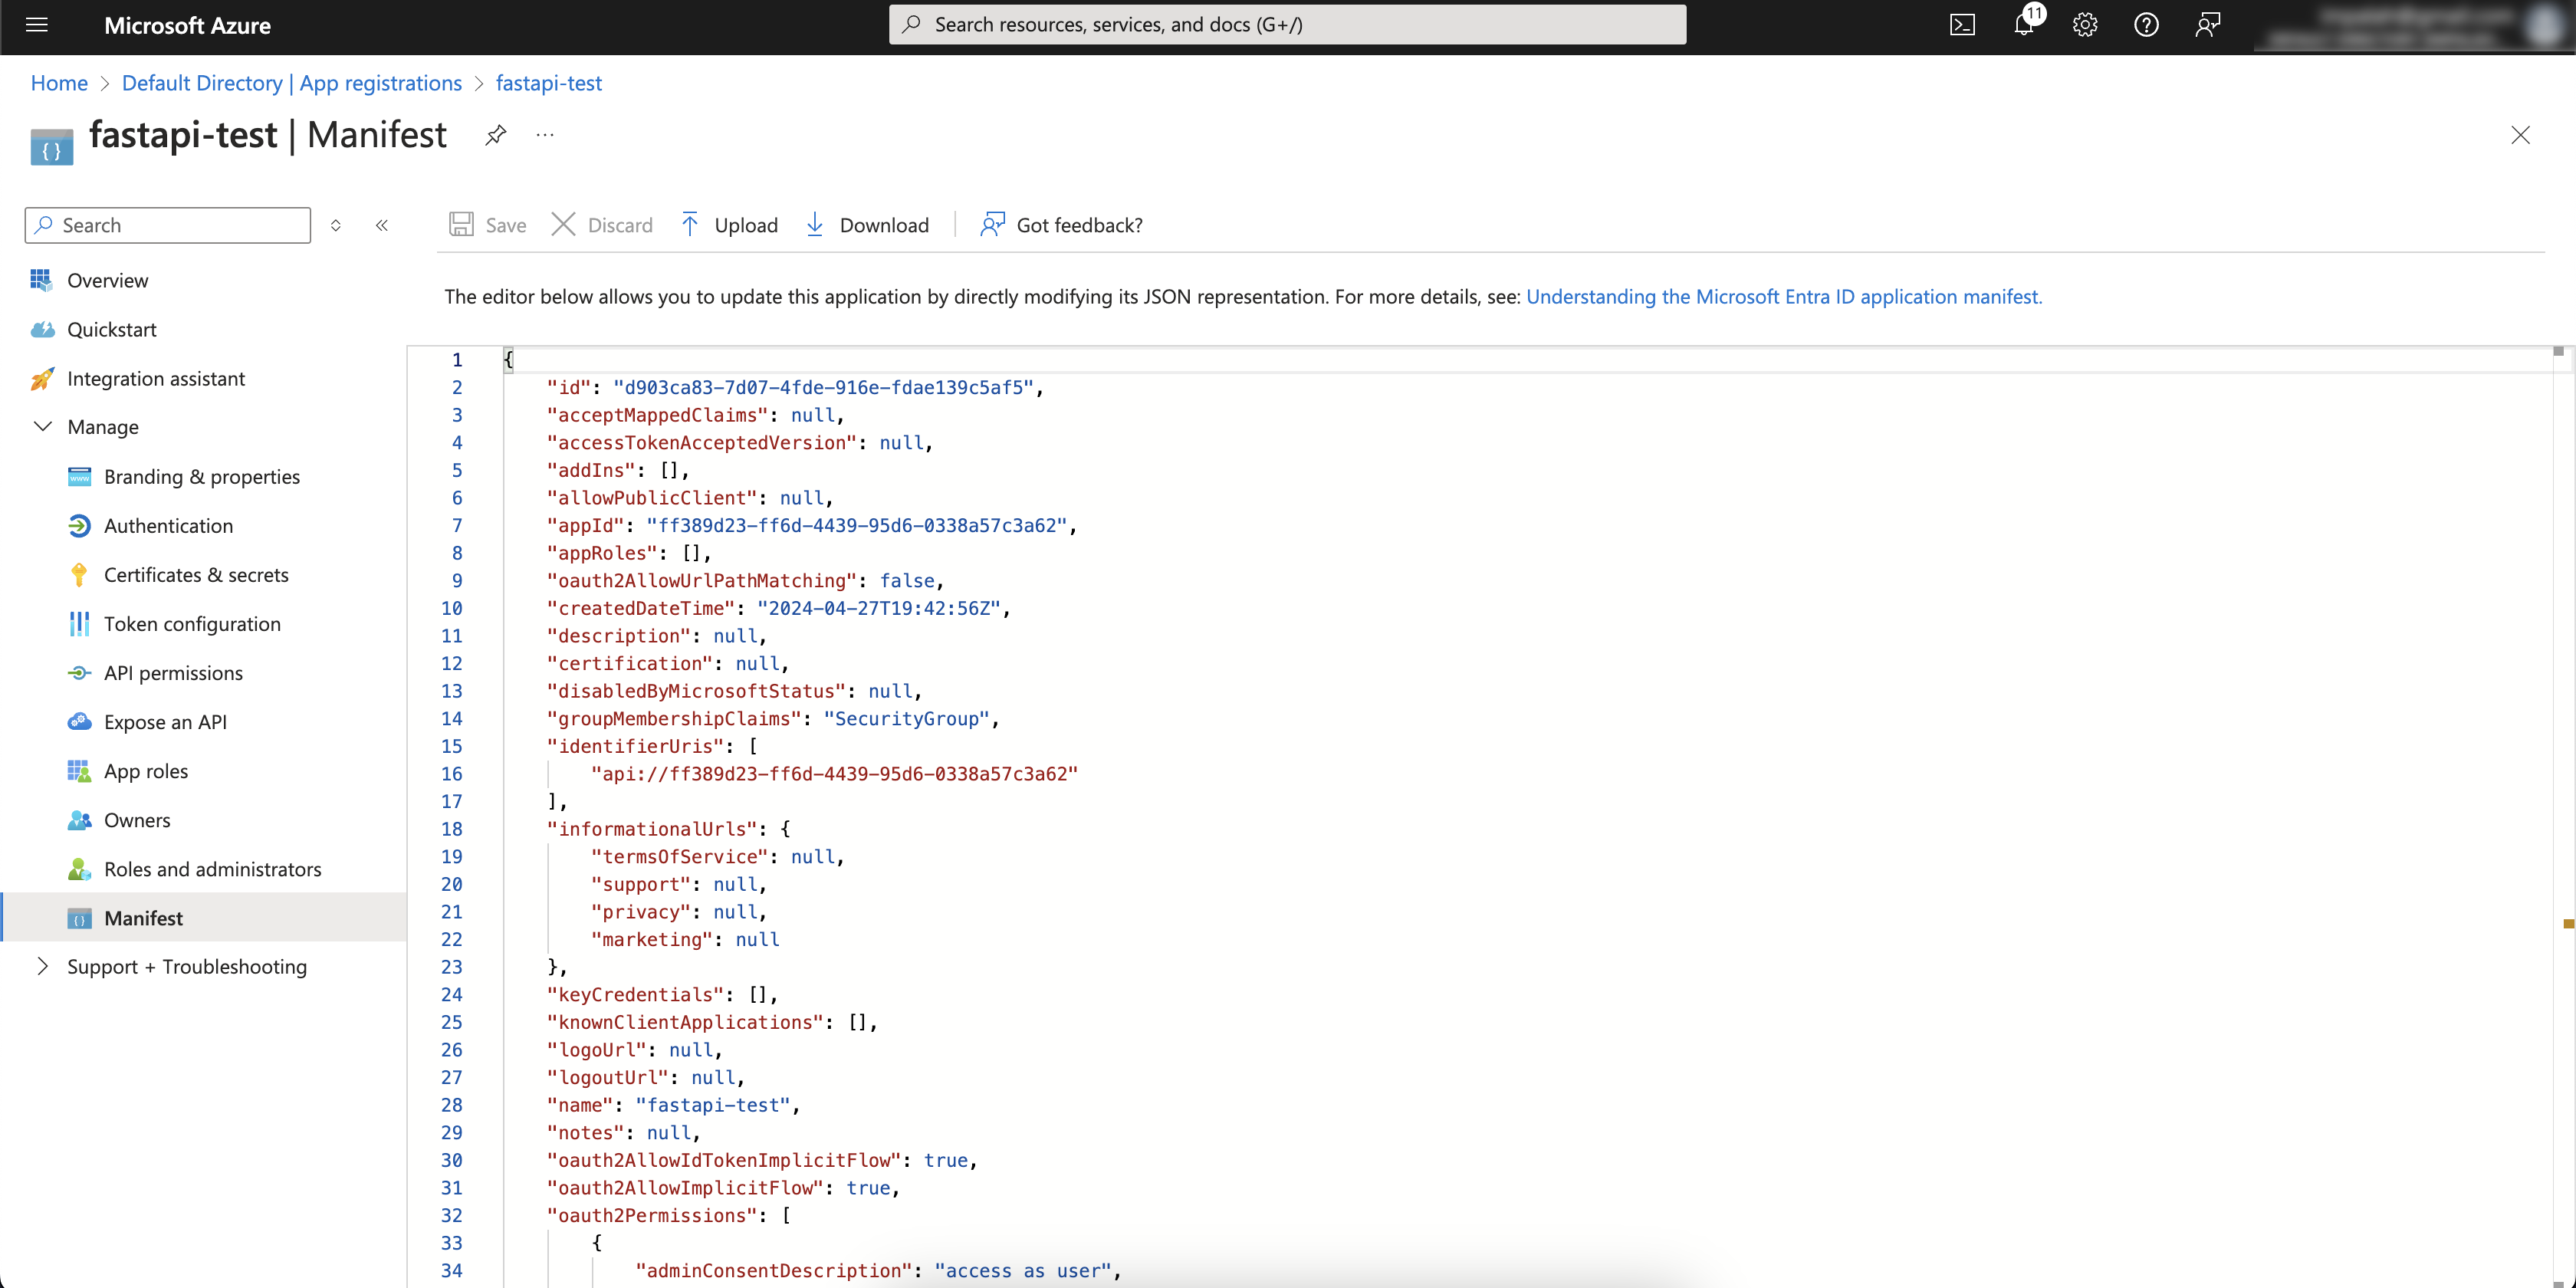 Microsoft Azure
Search resources, services, and docs (G+/)
11
Home > Default Directory | App registrations > fastapi-test
fastapi-test | Manifest
...
Search
Save
Discard
Upload
Download
Got feedback?
Overview
Quickstart
Integration assistant
Manage
Branding & properties
Authentication
Certificates & secrets
Token configuration
API permissions
Expose an API
App roles
Owners
Roles and administrators
Manifest
Support + Troubleshooting
The editor below allows you to update this application by directly modifying its JSON representation. For more details, see: Understanding the Microsoft Entra ID application manifest.
1 {
2 "id": "d903ca83-7d07-4fde-916e-fdae139c5af5",
3 "acceptMappedClaims": null,
4 "accessTokenAcceptedVersion": null,
5 "addIns": [],
6 "allowPublicClient": null,
7 "appId": "ff389d23-ff6d-4439-95d6-0338a57c3a62",
8 "appRoles": [],
9 "oauth2AllowUrlPathMatching": false,
10 "createdDateTime": "2024-04-27T19:42:56Z",
11 "description": null,
12 "certification": null,
13 "disabledByMicrosoftStatus": null,
14 "groupMembershipClaims": "SecurityGroup",
15 "identifierUris": [
16 "api://ff389d23-ff6d-4439-95d6-0338a57c3a62"
17 ],
18 "informationalUrls": {
19 "termsOfService": null,
20 "support": null,
21 "privacy": null,
22 "marketing": null
23 },
24 "keyCredentials": [],
25 "knownClientApplications": [],
26 "logoUrl": null,
27 "logoutUrl": null,
28 "name": "fastapi-test",
29 "notes": null,
30 "oauth2AllowIdTokenImplicitFlow": true,
31 "oauth2AllowImplicitFlow": true,
32 "oauth2Permissions": [
33 {
34 "adminConsentDescription": "access as user",